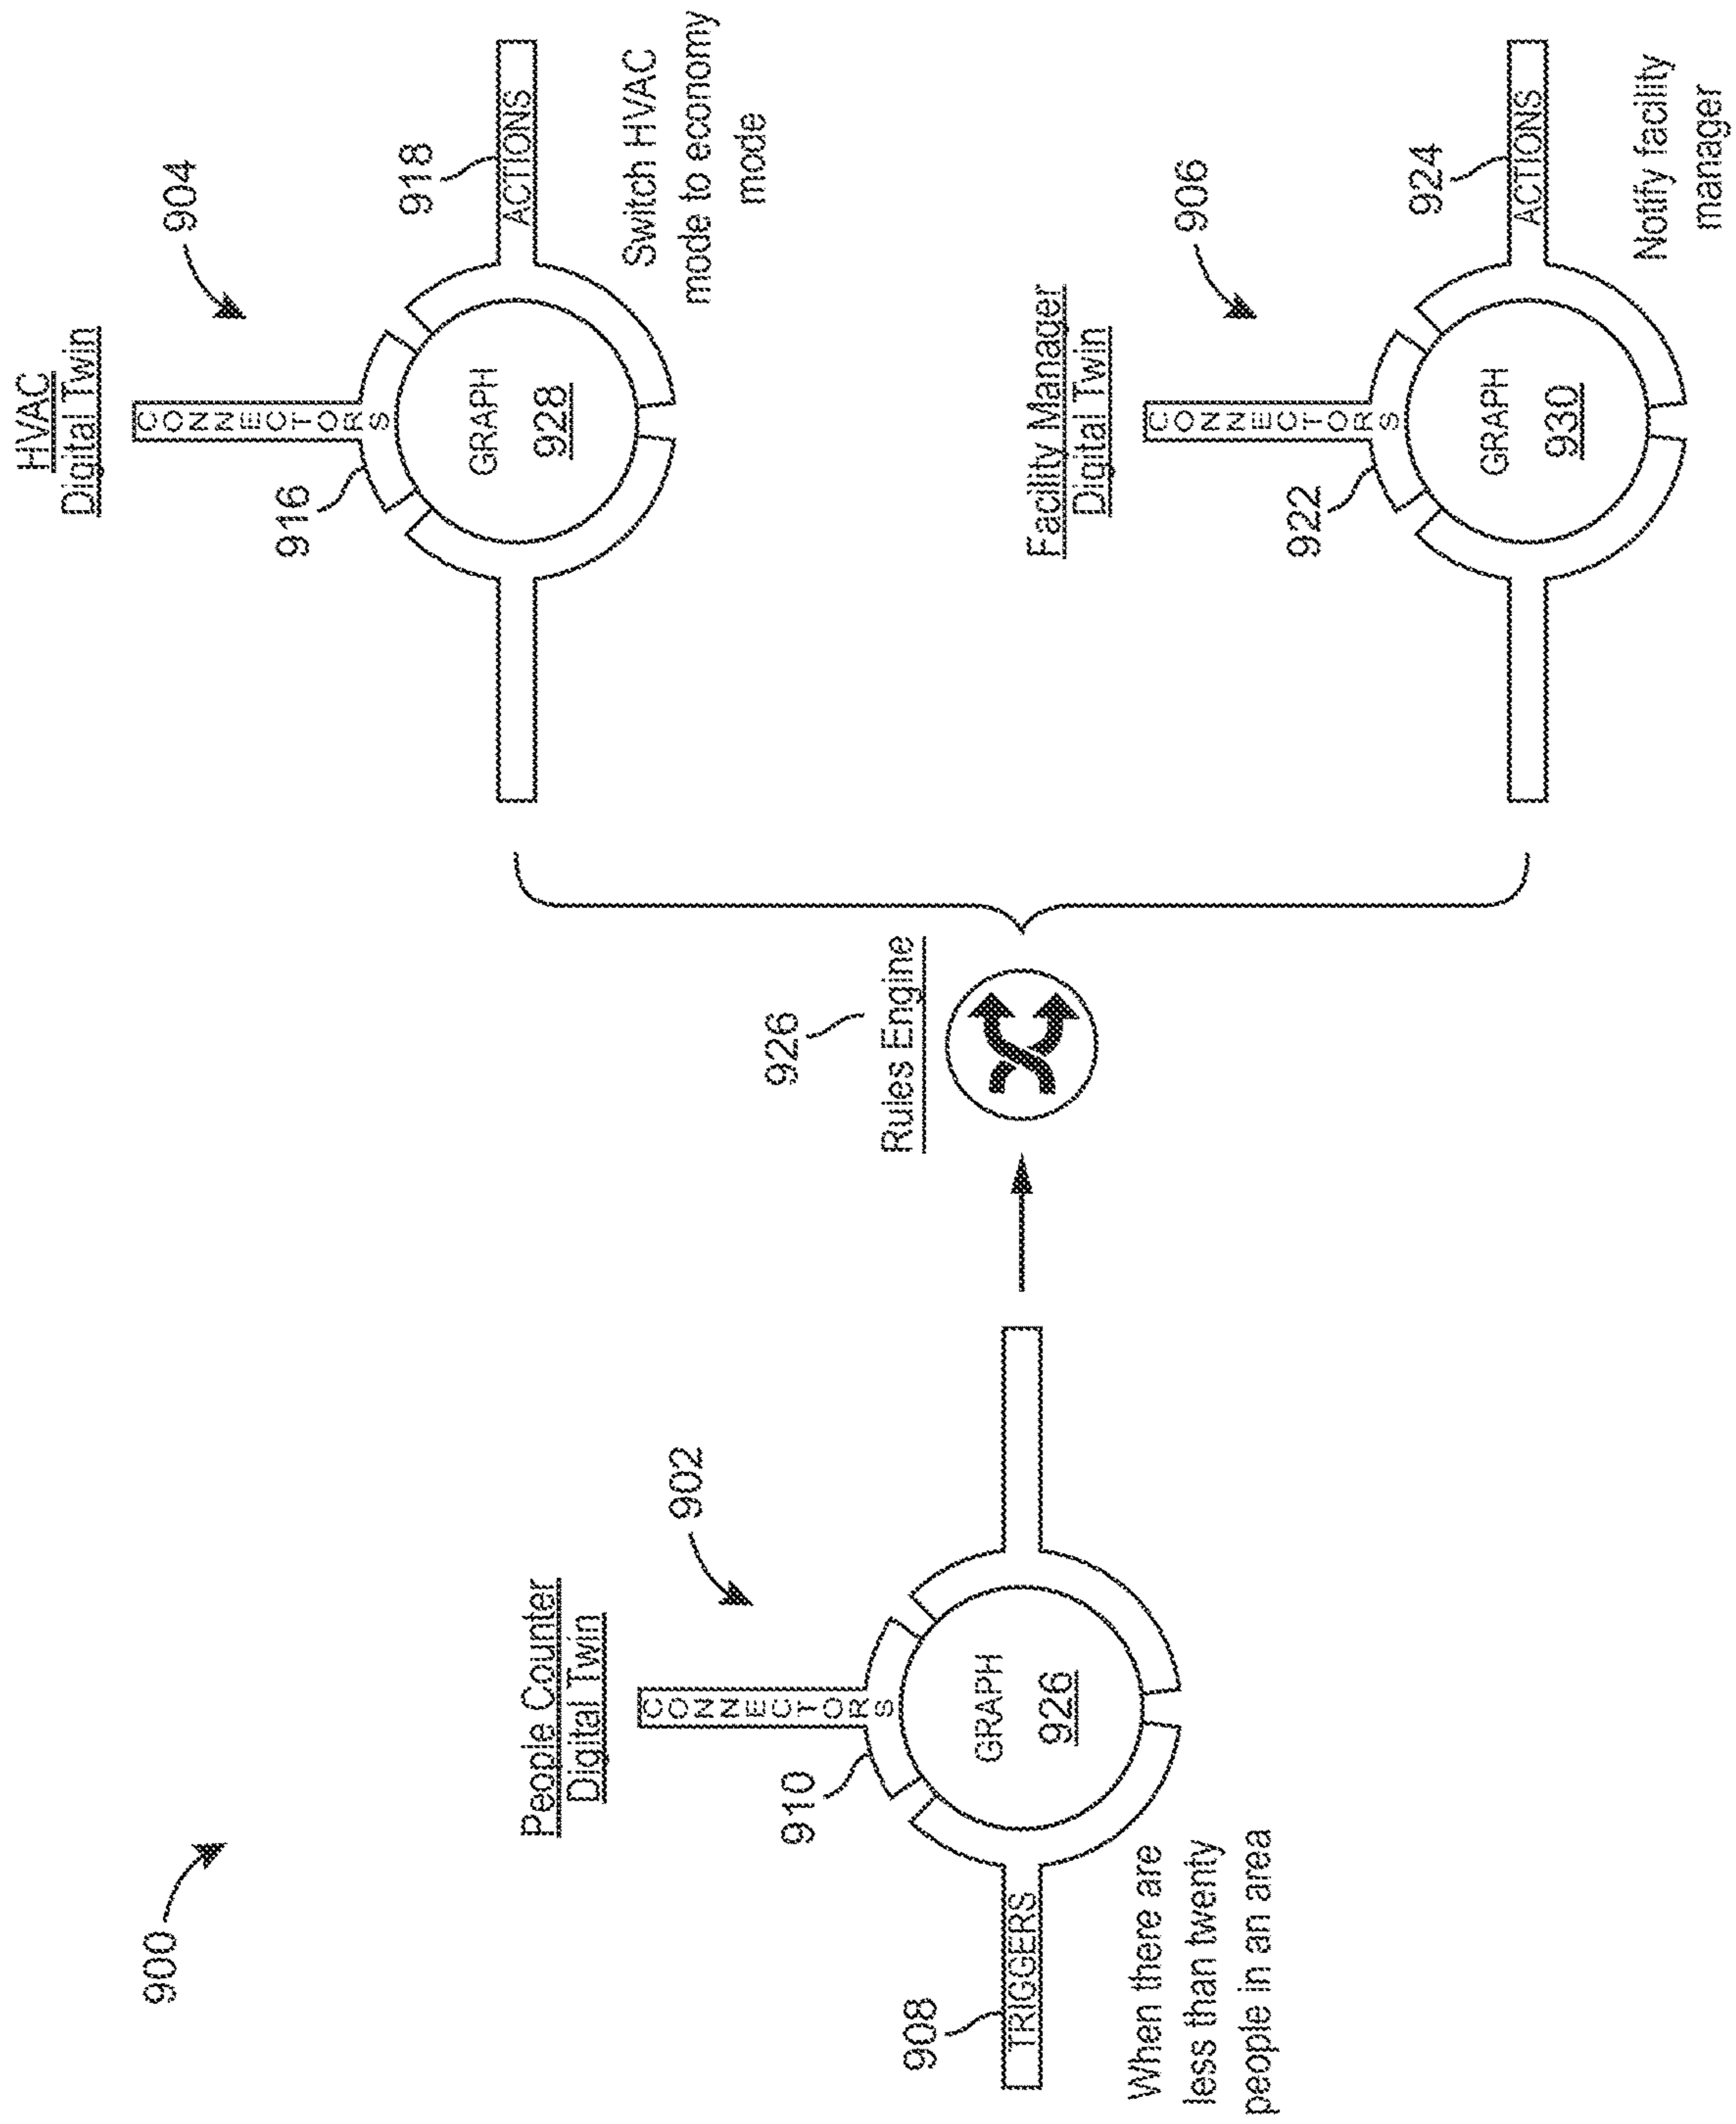 900
People Counter
Digital Twin
902
910
CONNECTORS
908
TRIGGERS
GRAPH
926
When there are
less than twenty
people in an area
926
Rules Engine
HVAC
Digital Twin
904
916
CONNECTORS
918
ACTIONS
GRAPH
928
Switch HVAC
mode to economy
mode
Facility Manager
Digital Twin
906
922
CONNECTORS
924
ACTIONS
GRAPH
930
Notify facility
manager